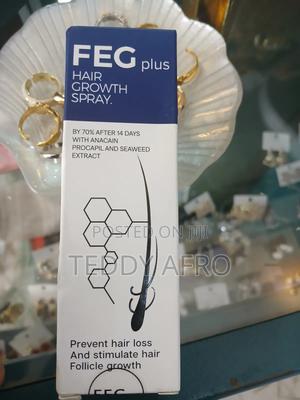 FEG plus
HAIR
GROWTH
SPRAY.
BY 70% AFTER 14 DAYS
WITH ANACAIN
PROCAPIL AND SEAWEED
EXTRACT
POSTED ON JIJI
TEDDY AFRO
Prevent hair loss
And stimulate hair
Follicle growth
FEG